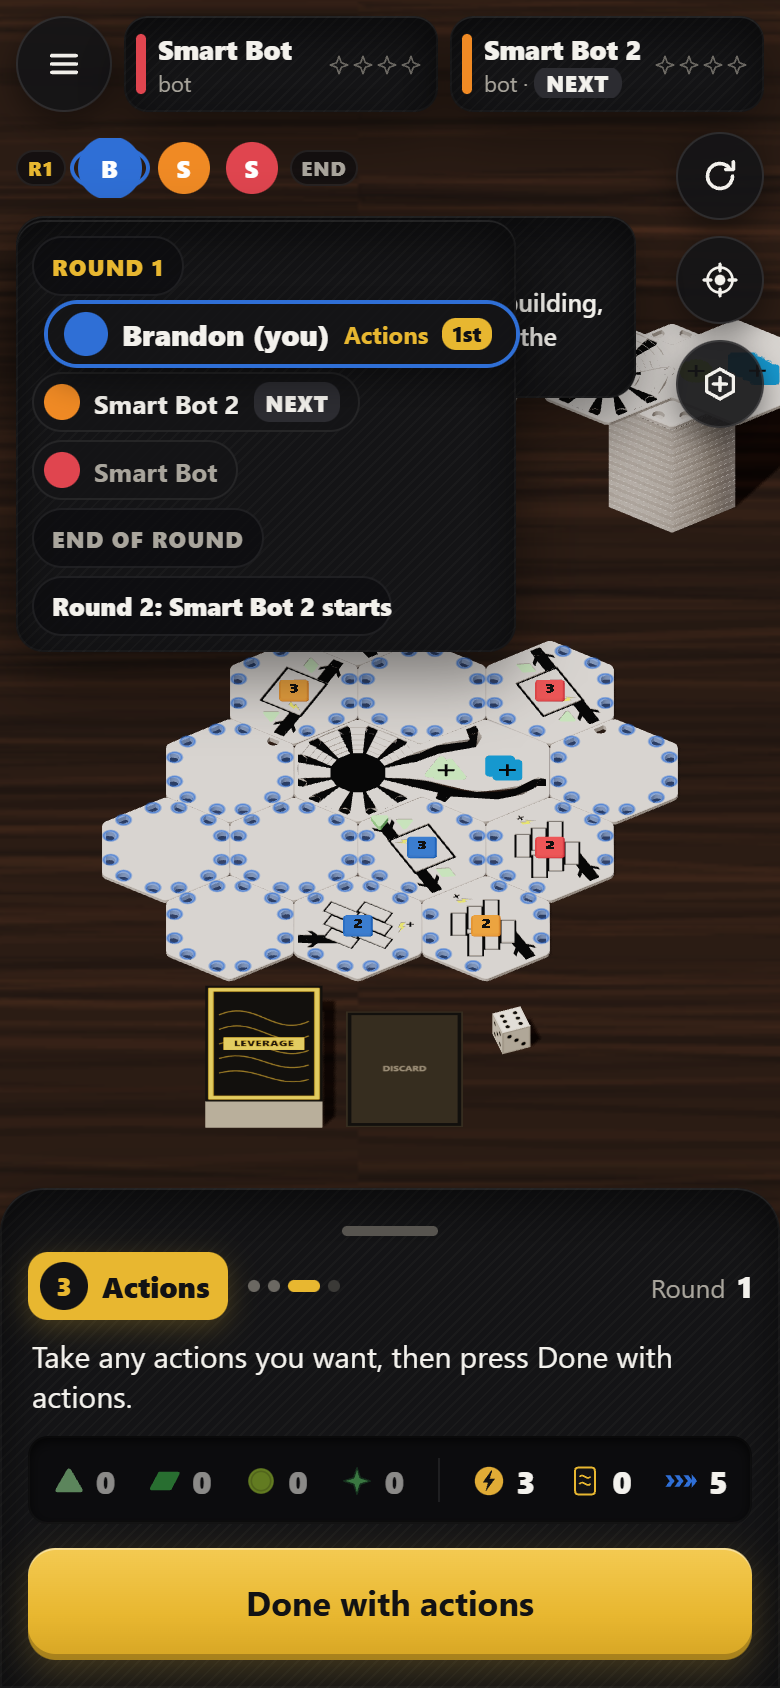 Smart Bot
bot
Smart Bot 2
bot · NEXT
R1 B S S END
ROUND 1
Brandon (you) Actions 1st
Smart Bot 2 NEXT
Smart Bot
END OF ROUND
Round 2: Smart Bot 2 starts
building,
the
3
3
3
2
2
2
LEVERAGE
DISCARD
3 Actions
Round 1
Take any actions you want, then press Done with
actions.
0 0 0 0 3 0 5
Done with actions